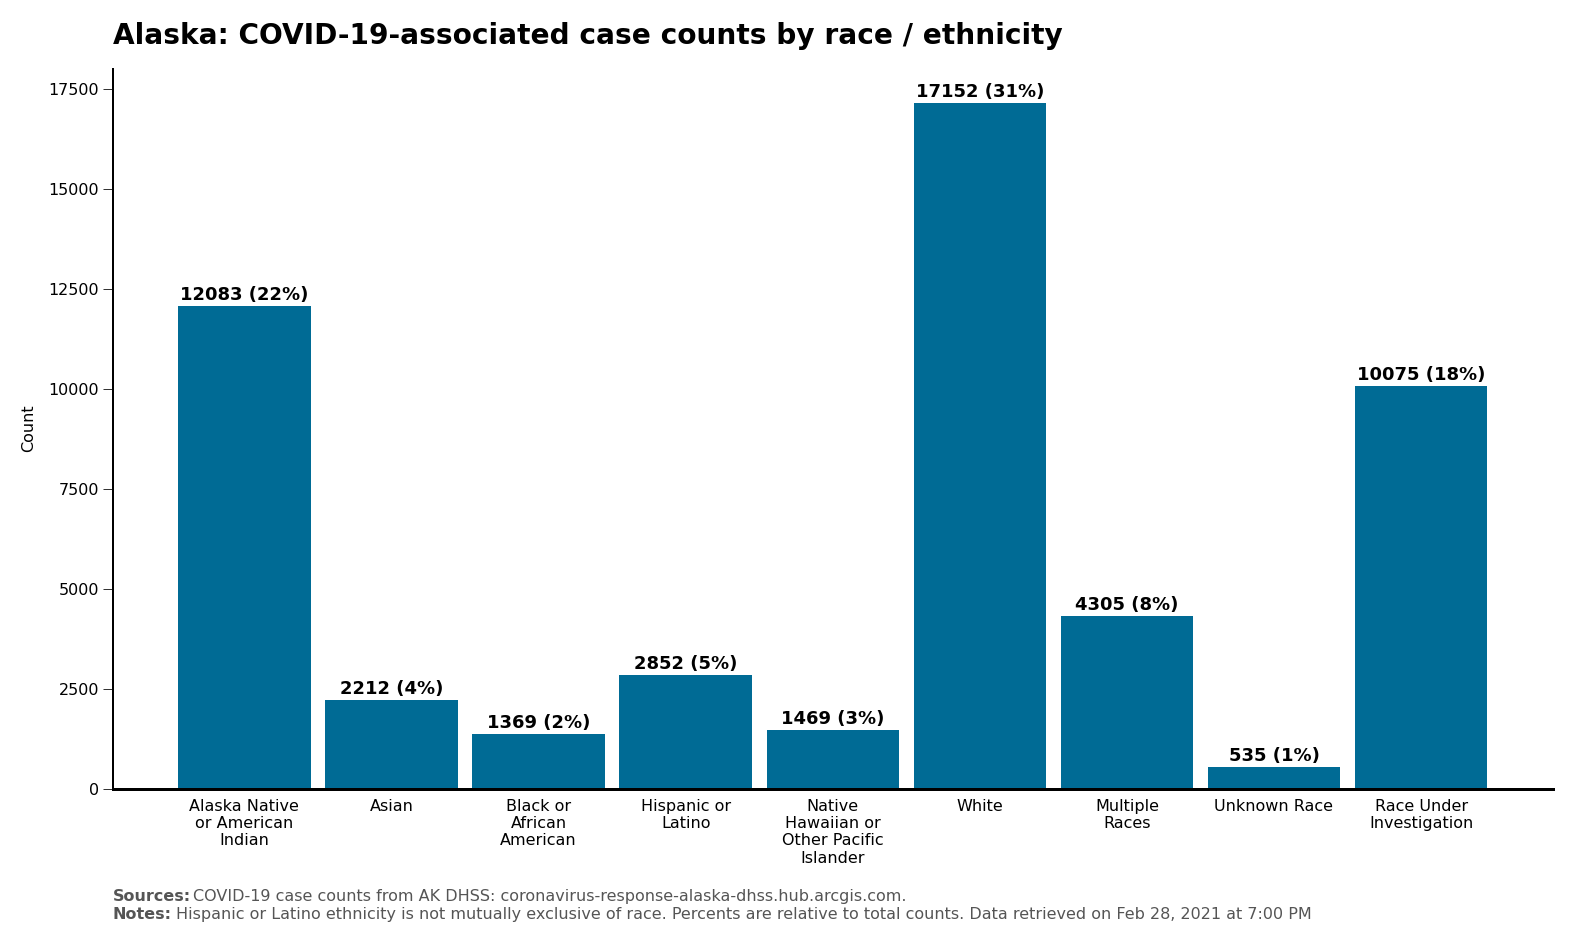 Alaska: COVID-19-associated case counts by race / ethnicity
17500
15000
12500
10000
7500
5000
2500
0
Count
12083 (22%)
2212 (4%)
1369 (2%)
2852 (5%)
1469 (3%)
17152 (31%)
4305 (8%)
535 (1%)
10075 (18%)
Alaska Native
or American
Indian
Asian
Black or
African
American
Hispanic or
Latino
Native
Hawaiian or
Other Pacific
Islander
White
Multiple
Races
Unknown Race
Race Under
Investigation
Sources: COVID-19 case counts from AK DHSS: coronavirus-response-alaska-dhss.hub.arcgis.com.
Notes: Hispanic or Latino ethnicity is not mutually exclusive of race. Percents are relative to total counts. Data retrieved on Feb 28, 2021 at 7:00 PM